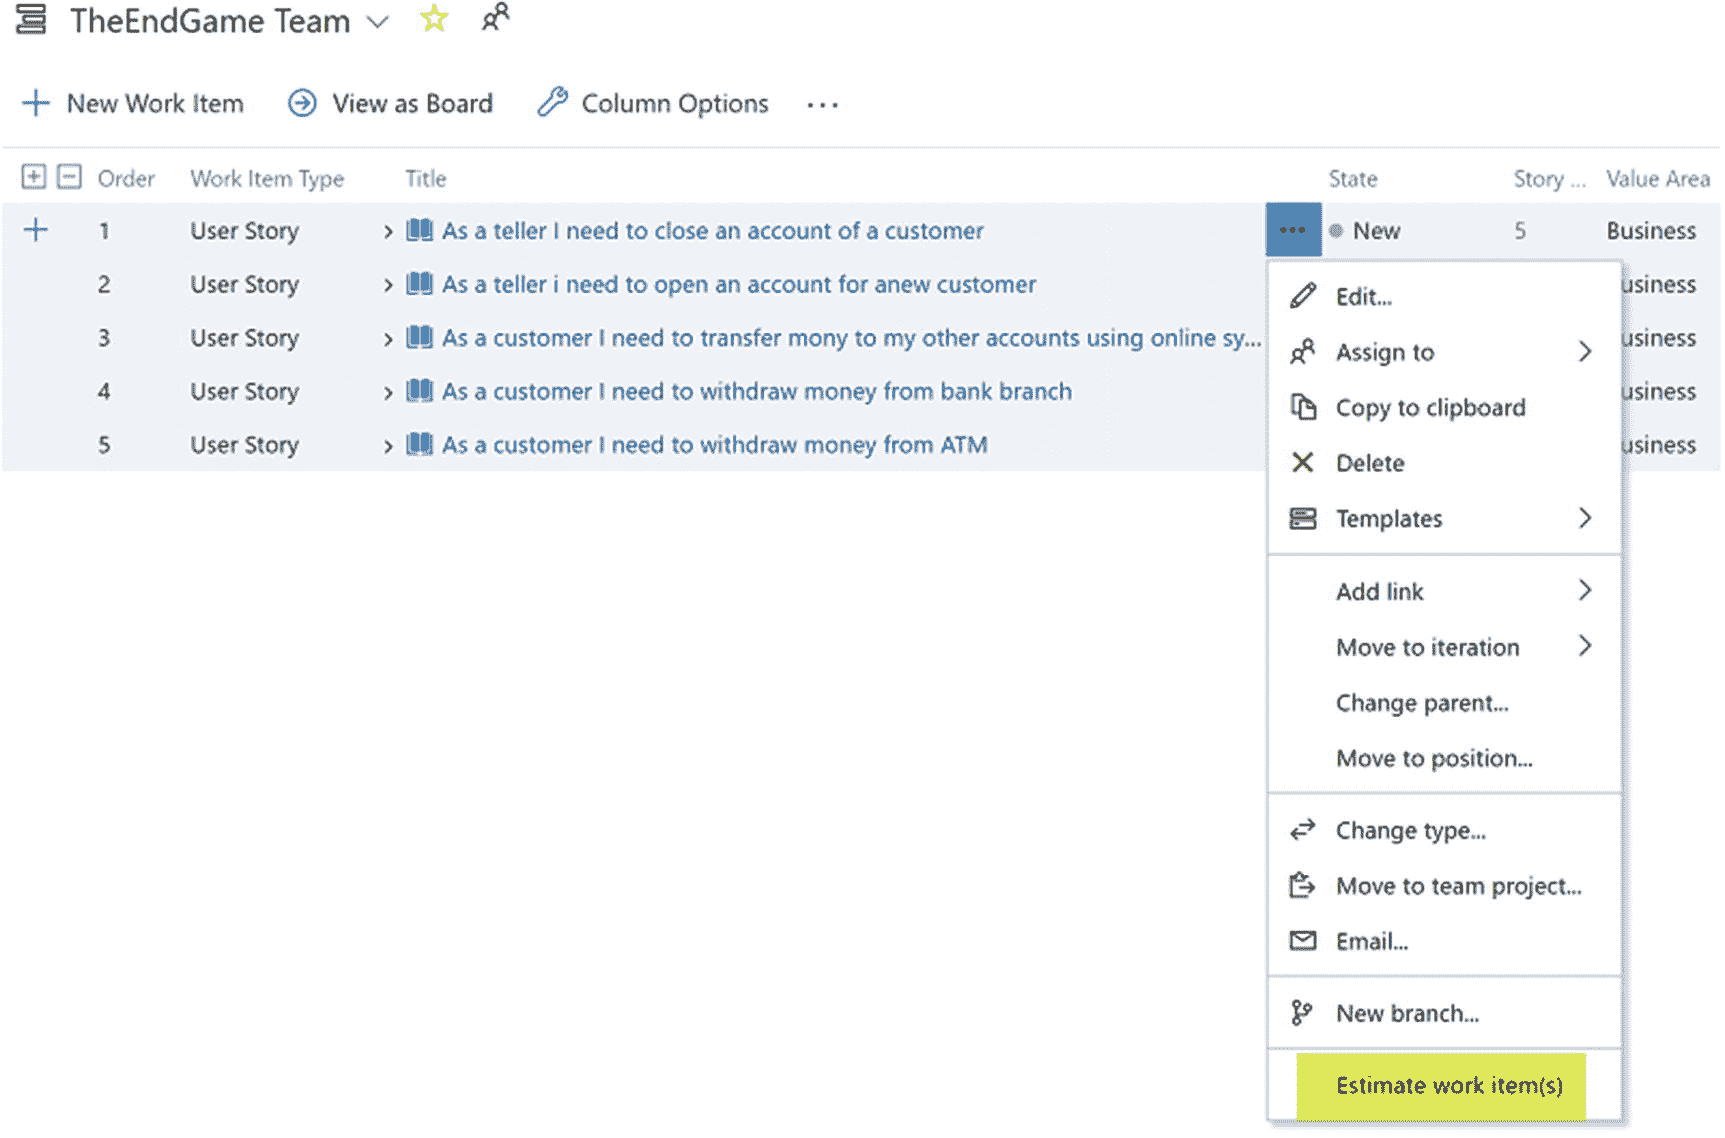 TheEndGame Team
New Work Item View as Board Column Options ...
Order Work Item Type Title State Story ... Value Area
1 User Story As a teller I need to close an account of a customer ... New 5 Business
2 User Story As a teller i need to open an account for anew customer usiness
3 User Story As a customer I need to transfer mony to my other accounts using online sy... usiness
4 User Story As a customer I need to withdraw money from bank branch usiness
5 User Story As a customer I need to withdraw money from ATM usiness
Edit...
Assign to
Copy to clipboard
Delete
Templates
Add link
Move to iteration
Change parent...
Move to position...
Change type...
Move to team project...
Email...
New branch...
Estimate work item(s)